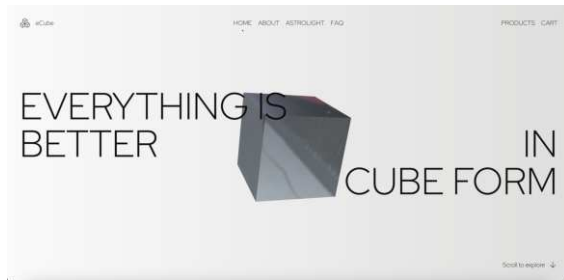 eCube
HOME ABOUT ASTROLIGHT FAQ
PRODUCTS CART
EVERYTHING IS
BETTER IN
CUBE FORM
Scroll to explore ↓